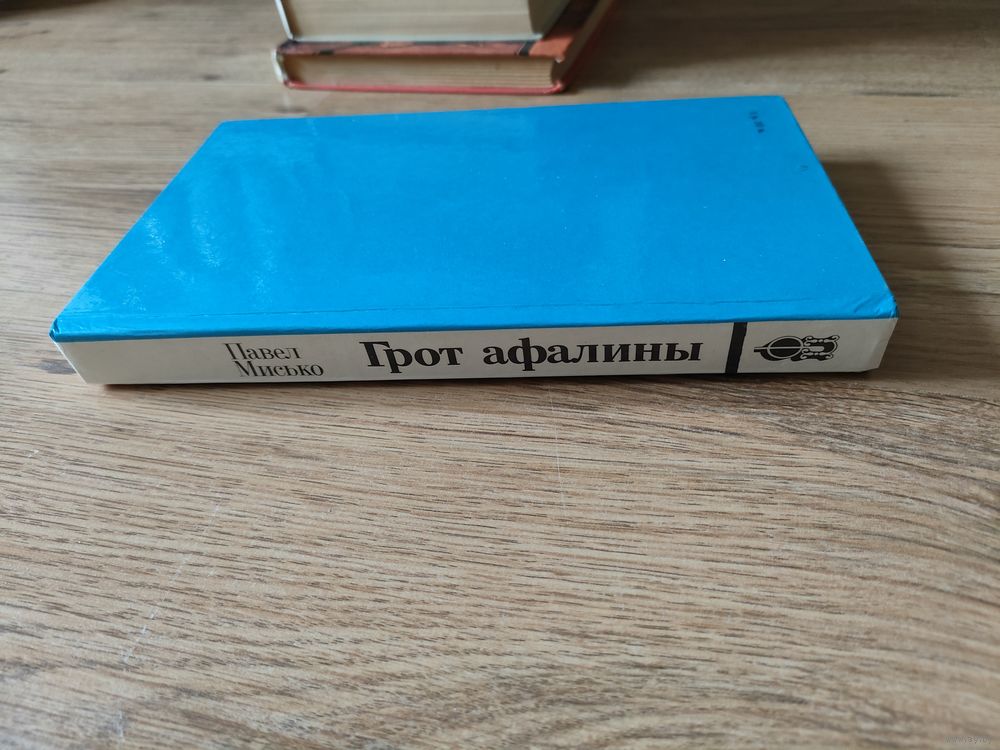 Павел
Мисько
Грот афалины